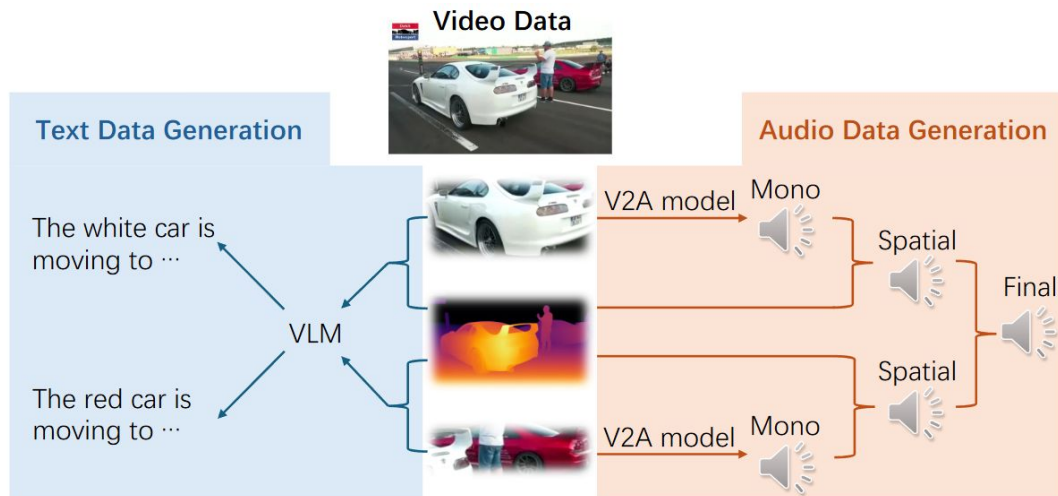 Video Data
Text Data Generation
Audio Data Generation
The white car is
moving to ···
VLM
The red car is
moving to ···
V2A model
Mono
Spatial
Final
Spatial
V2A model
Mono